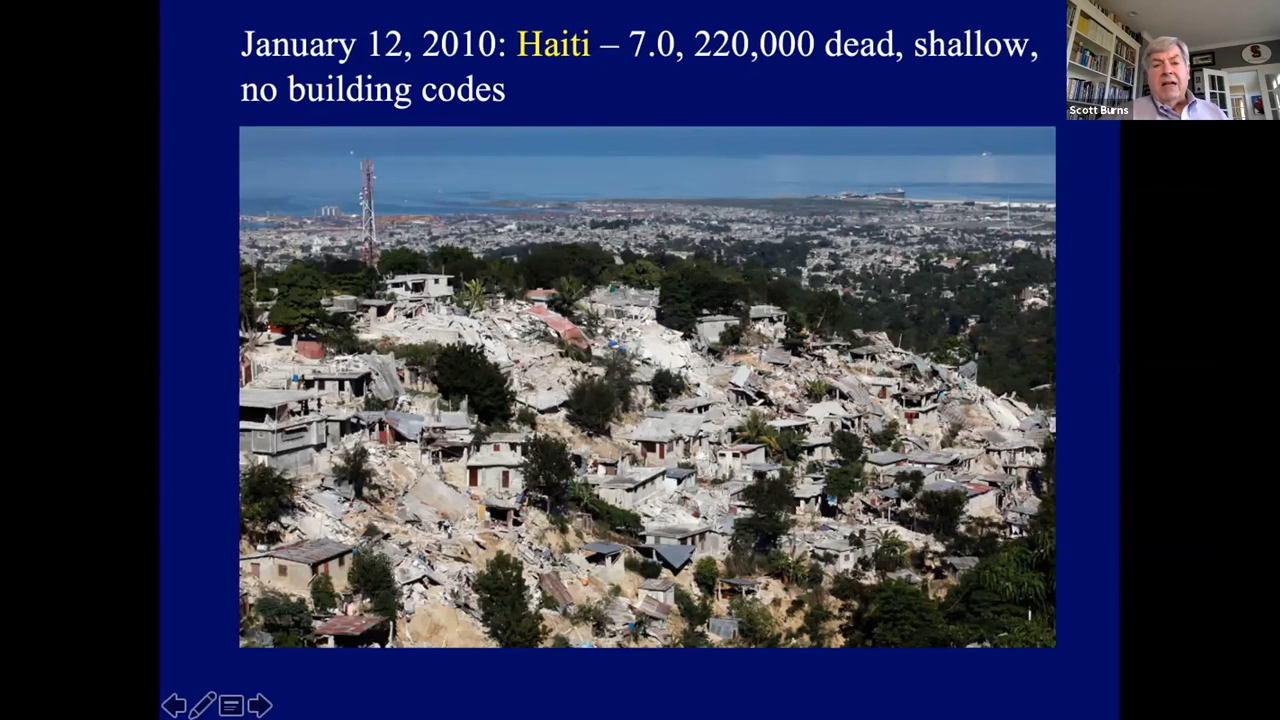 January 12, 2010: Haiti – 7.0, 220,000 dead, shallow,
no building codes
Scott Burns